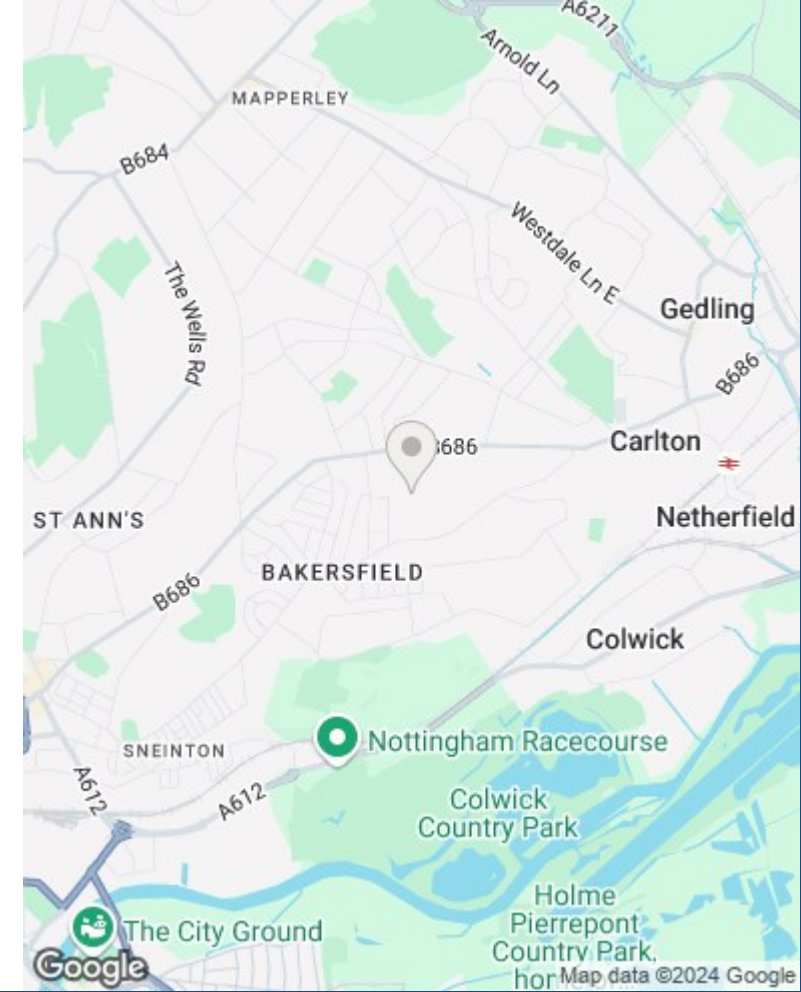 A6211
Arnold Ln
MAPPERLEY
B684
Westdale Ln E
The Wells Rd
Gedling
B686
B686
Carlton
ST ANN'S
Netherfield
BAKERSFIELD
B686
Colwick
Nottingham Racecourse
SNEINTON
A612
A612
Colwick
Country Park
Holme
Pierrepont
Country Park,
The City Ground
Google
Map data ©2024 Google